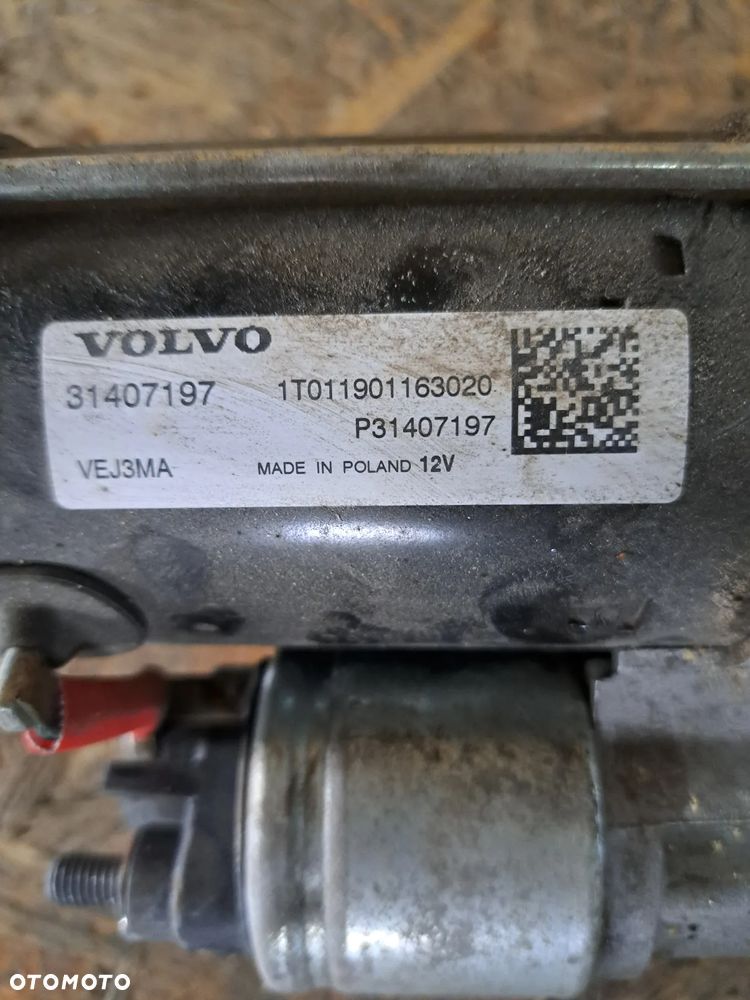 VOLVO
31407197 1T011901163020
P31407197
VEJ3MA MADE IN POLAND 12V
OTOMOTO